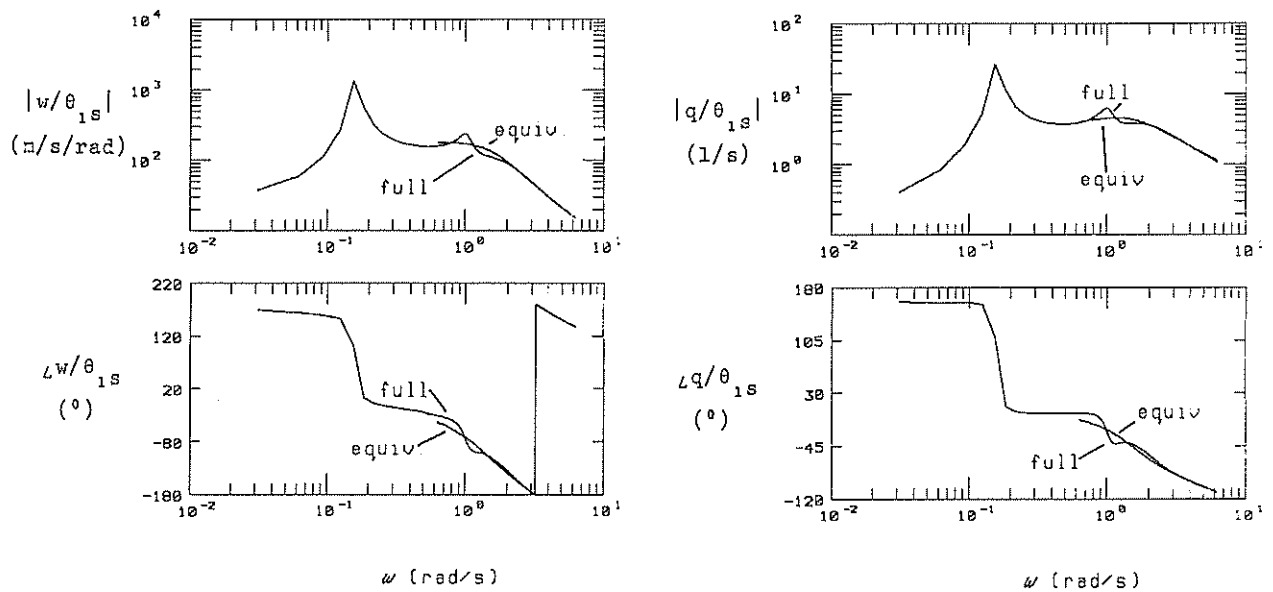 10⁴
10³
10²
|w/θ₁s|
(m/s/rad)
equiv.
full
10⁻² 10⁻¹ 10⁰ 10¹
10²
10¹
10⁰
|q/θ₁s|
(1/s)
full
equiv
10⁻² 10⁻¹ 10⁰ 10¹
220
120
20
-80
-180
∠w/θ₁s
(°)
full
equiv.
10⁻² 10⁻¹ 10⁰ 10¹
ω (rad/s)
180
105
30
-45
-120
∠q/θ₁s
(°)
equiv
full
10⁻² 10⁻¹ 10⁰ 10¹
ω (rad/s)